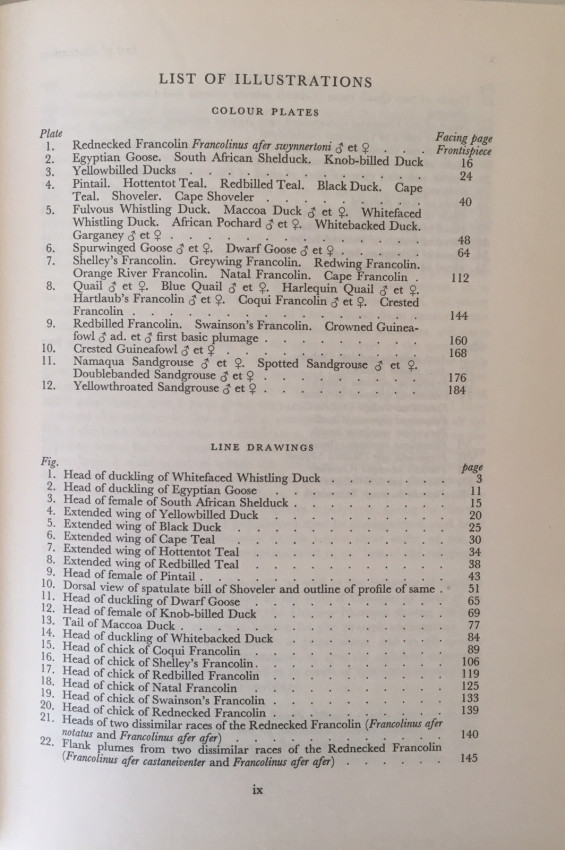 LIST OF ILLUSTRATIONS
COLOUR PLATES
Plate Facing page
1. Rednecked Francolin Francolinus afer swynnertoni ♂ et ♀ . . . Frontispiece
2. Egyptian Goose. South African Shelduck. Knob-billed Duck 16
3. Yellowbilled Ducks . . . . . . . . . . 24
4. Pintail. Hottentot Teal. Redbilled Teal. Black Duck. Cape
Teal. Shoveler. Cape Shoveler . . . . . . . . 40
5. Fulvous Whistling Duck. Maccoa Duck ♂ et ♀. Whitefaced
Whistling Duck. African Pochard ♂ et ♀. Whitebacked Duck.
Garganey ♂ et ♀ . . . . . . . . . . 48
6. Spurwinged Goose ♂ et ♀. Dwarf Goose ♂ et ♀ . . . . . 64
7. Shelley's Francolin. Greywing Francolin. Redwing Francolin.
Orange River Francolin. Natal Francolin. Cape Francolin . 112
8. Quail ♂ et ♀. Blue Quail ♂ et ♀. Harlequin Quail ♂ et ♀.
Hartlaub's Francolin ♂ et ♀. Coqui Francolin ♂ et ♀. Crested
Francolin . . . . . . . . . . . 144
9. Redbilled Francolin. Swainson's Francolin. Crowned Guinea-
fowl ♂ ad. et ♂ first basic plumage . . . . . . . 160
10. Crested Guineafowl ♂ et ♀ . . . . . . . . 168
11. Namaqua Sandgrouse ♂ et ♀. Spotted Sandgrouse ♂ et ♀.
Doublebanded Sandgrouse ♂ et ♀ . . . . . . . 176
12. Yellowthroated Sandgrouse ♂ et ♀ . . . . . . . 184
LINE DRAWINGS
Fig. page
1. Head of duckling of Whitefaced Whistling Duck . . . . . . 3
2. Head of duckling of Egyptian Goose . . . . . . . . 11
3. Head of female of South African Shelduck . . . . . . . 15
4. Extended wing of Yellowbilled Duck . . . . . . . . 20
5. Extended wing of Black Duck . . . . . . . . 25
6. Extended wing of Cape Teal . . . . . . . . 30
7. Extended wing of Hottentot Teal . . . . . . . . 34
8. Extended wing of Redbilled Teal . . . . . . . . 38
9. Head of female of Pintail . . . . . . . . . . 43
10. Dorsal view of spatulate bill of Shoveler and outline of profile of same . 51
11. Head of duckling of Dwarf Goose . . . . . . . . 65
12. Head of female of Knob-billed Duck . . . . . . . . 69
13. Tail of Maccoa Duck . . . . . . . . . . 77
14. Head of duckling of Whitebacked Duck . . . . . . . 84
15. Head of chick of Coqui Francolin . . . . . . . . 89
16. Head of chick of Shelley's Francolin . . . . . . . . 106
17. Head of chick of Redbilled Francolin . . . . . . . . 119
18. Head of chick of Natal Francolin . . . . . . . . 125
19. Head of chick of Swainson's Francolin . . . . . . . 133
20. Head of chick of Rednecked Francolin . . . . . . . 139
21. Heads of two dissimilar races of the Rednecked Francolin (Francolinus afer
notatus and Francolinus afer afer) . . . . . . . . 140
22. Flank plumes from two dissimilar races of the Rednecked Francolin
(Francolinus afer castaneiventer and Francolinus afer afer) . . . . . 145
ix